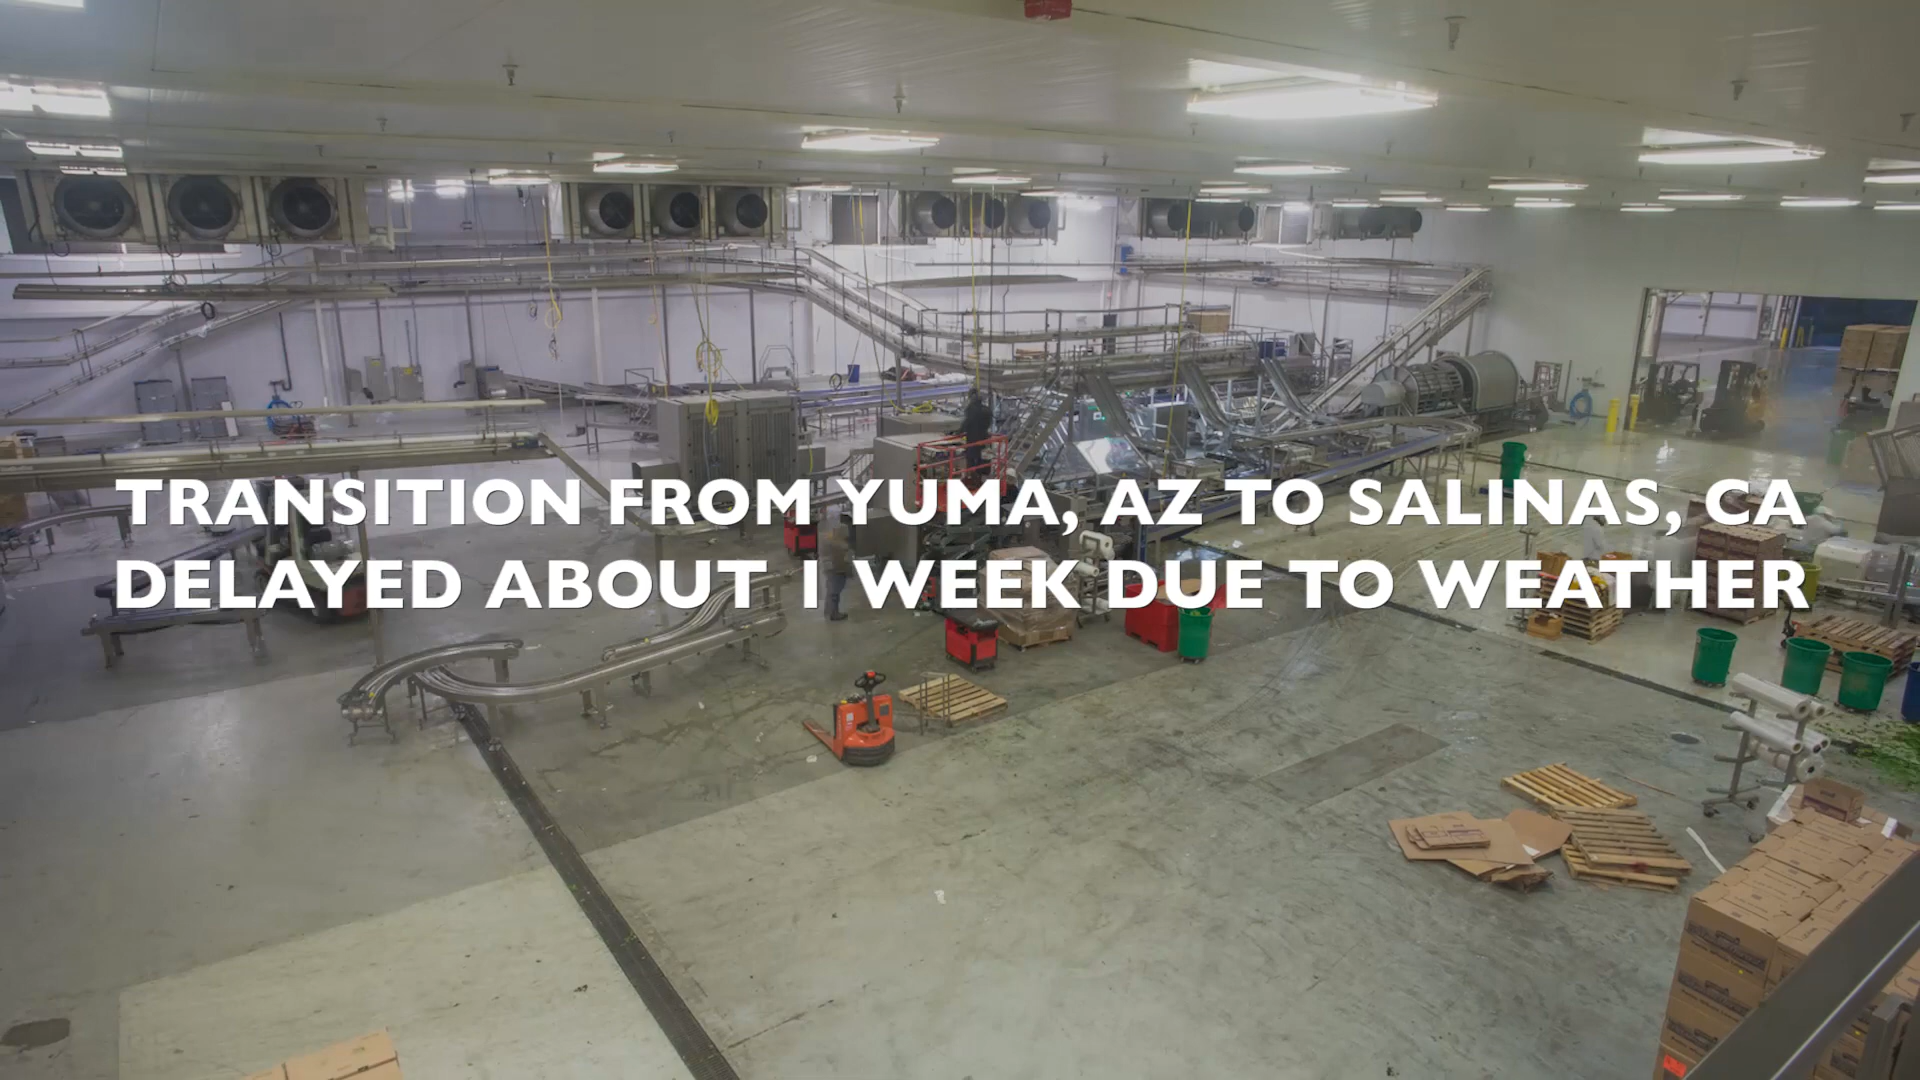 TRANSITION FROM YUMA, AZ TO SALINAS, CA
DELAYED ABOUT 1 WEEK DUE TO WEATHER